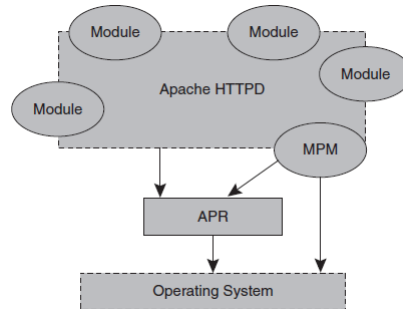 Module
Module
Module
Apache HTTPD
Module
MPM
APR
Operating System